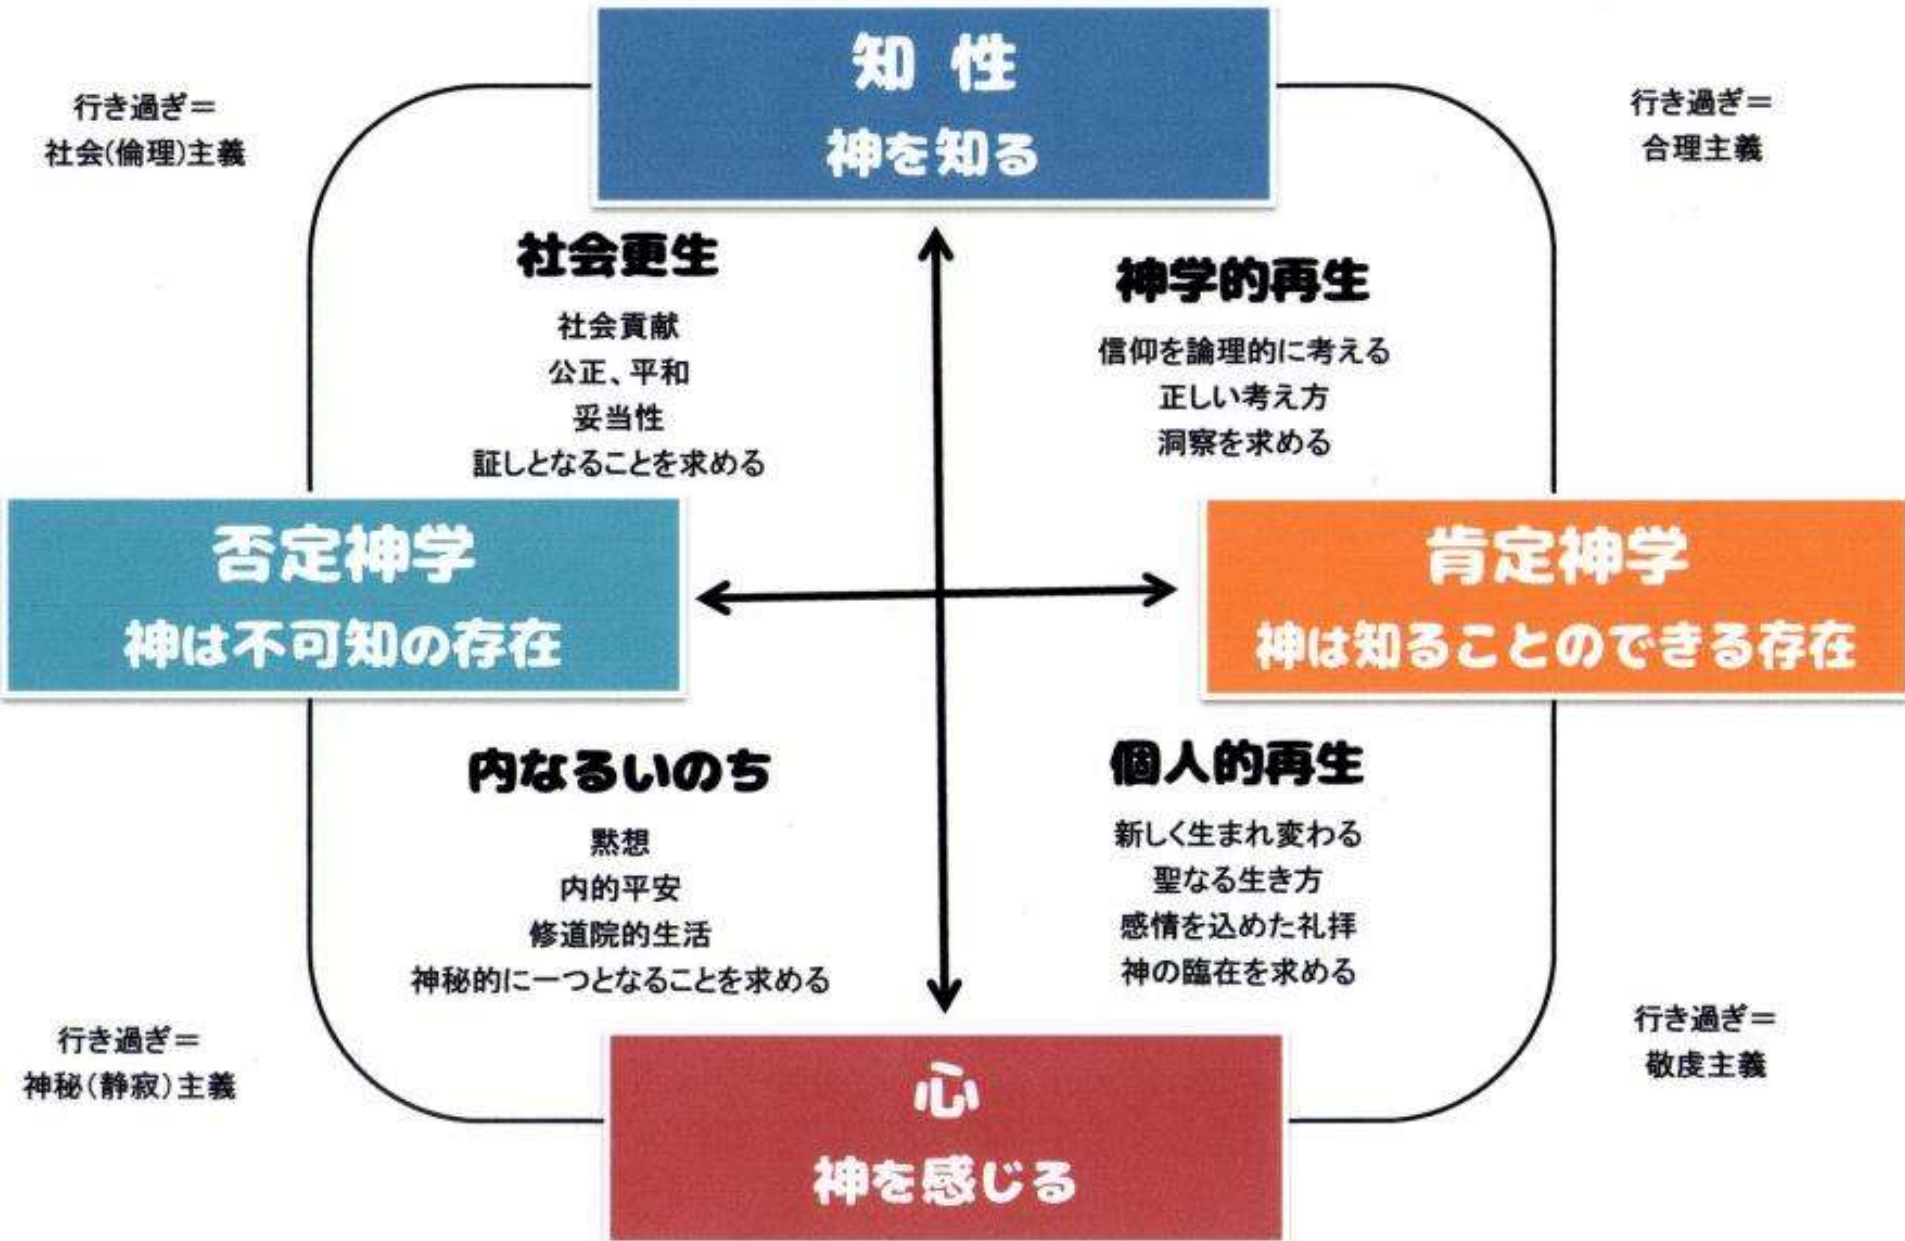 知 性
神を知る
行き過ぎ＝
社会(倫理)主義
行き過ぎ＝
合理主義
社会更生
社会貢献
公正、平和
妥当性
証しとなることを求める
神学的再生
信仰を論理的に考える
正しい考え方
洞察を求める
否定神学
神は不可知の存在
肯定神学
神は知ることのできる存在
内なるいのち
黙想
内的平安
修道院的生活
神秘的に一つとなることを求める
個人的再生
新しく生まれ変わる
聖なる生き方
感情を込めた礼拝
神の臨在を求める
行き過ぎ＝
神秘(静寂)主義
行き過ぎ＝
敬虔主義
心
神を感じる